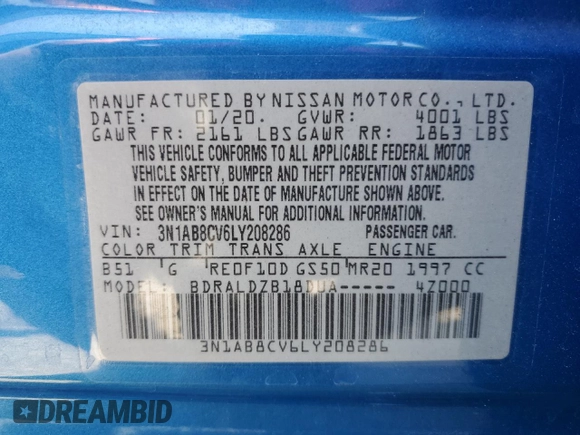 MANUFACTURED BY NISSAN MOTOR CO., LTD.
DATE: 01/20. GVWR: 4001 LBS
GAWR FR: 2161 LBS GAWR RR: 1863 LBS
THIS VEHICLE CONFORMS TO ALL APPLICABLE FEDERAL MOTOR
VEHICLE SAFETY, BUMPER AND THEFT PREVENTION STANDARDS
IN EFFECT ON THE DATE OF MANUFACTURE SHOWN ABOVE.
SEE OWNER'S MANUAL FOR ADDITIONAL INFORMATION.
VIN: 3N1AB8CV6LY208286 PASSENGER CAR.
COLOR TRIM TRANS AXLE ENGINE
B51 G RE0F10D GS50 MR20 1997 CC
MODEL: BDRALDZB18DUA----- 4Z000
3N1AB8CV6LY208286
DREAMBID